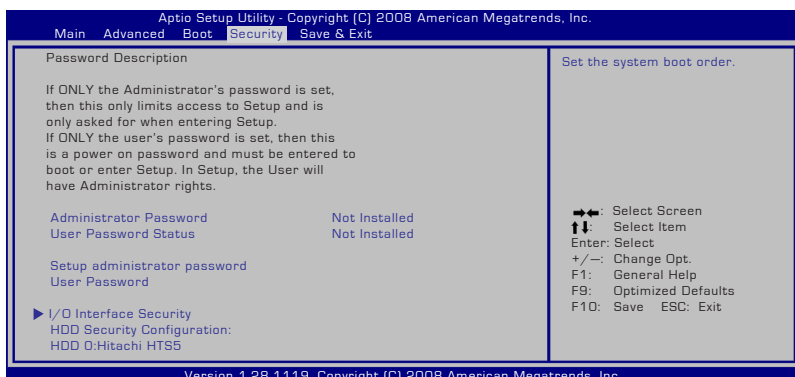 Aptio Setup Utility - Copyright (C) 2008 American Megatrends, Inc.
Main Advanced Boot Security Save & Exit
Password Description
If ONLY the Administrator's password is set,
then this only limits access to Setup and is
only asked for when entering Setup.
If ONLY the user's password is set, then this
is a power on password and must be entered to
boot or enter Setup. In Setup, the User will
have Administrator rights.
Administrator Password Not Installed
User Password Status Not Installed
Setup administrator password
User Password
I/O Interface Security
HDD Security Configuration:
HDD 0:Hitachi HTS5
Set the system boot order.
→←: Select Screen
↑↓: Select Item
Enter: Select
+/—: Change Opt.
F1: General Help
F9: Optimized Defaults
F10: Save ESC: Exit
Version 1.28.1119. Copyright (C) 2008 American Megatrends, Inc.